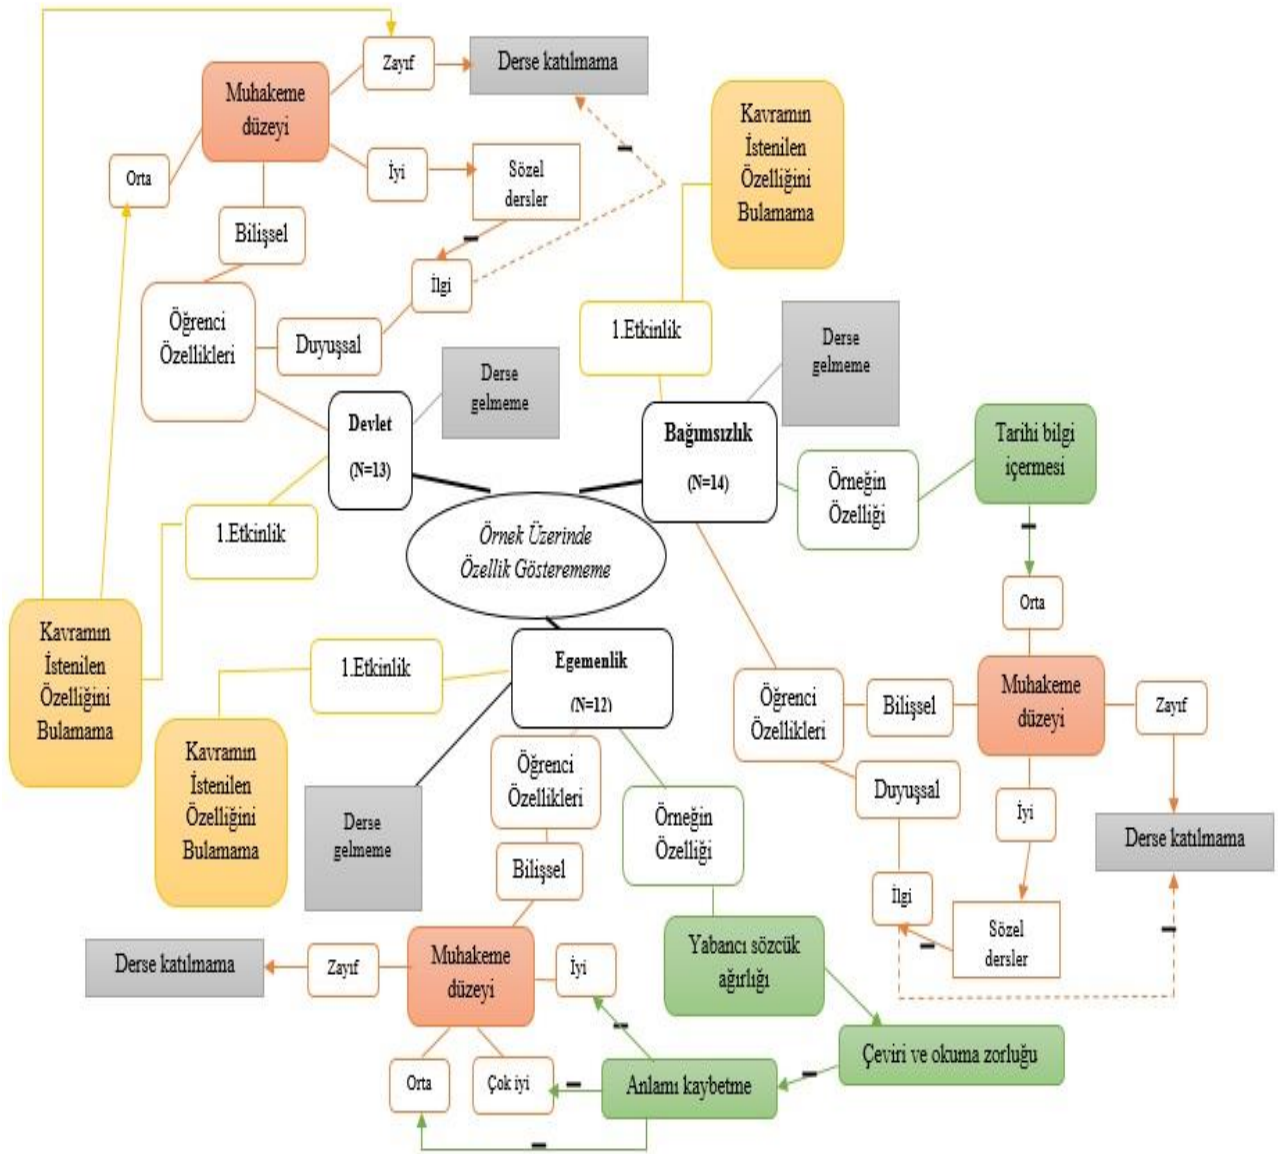 Zayıf
Derse katılmama
Muhakeme
düzeyi
Orta
İyi
Sözel
dersler
Bilişsel
İlgi
Öğrenci
Özellikleri
Duyuşsal
Derse
gelmeme
Devlet
(N=13)
1.Etkinlik
Kavramın
İstenilen
Özelliğini
Bulamama
Kavramın
İstenilen
Özelliğini
Bulamama
1.Etkinlik
Derse
gelmeme
Bağımsızlık
(N=14)
Örneğin
Özelliği
Tarihi bilgi
içermesi
Orta
Muhakeme
düzeyi
Zayıf
Bilişsel
Öğrenci
Özellikleri
Duyuşsal
İyi
Derse katılmama
İlgi
Sözel
dersler
Örnek Üzerinde
Özellik Gösterememe
Egemenlik
(N=12)
1.Etkinlik
Kavramın
İstenilen
Özelliğini
Bulamama
Derse
gelmeme
Öğrenci
Özellikleri
Bilişsel
Örneğin
Özelliği
Muhakeme
düzeyi
Zayıf
Derse katılmama
İyi
Orta
Çok iyi
Yabancı sözcük
ağırlığı
Çeviri ve okuma zorluğu
Anlamı kaybetme